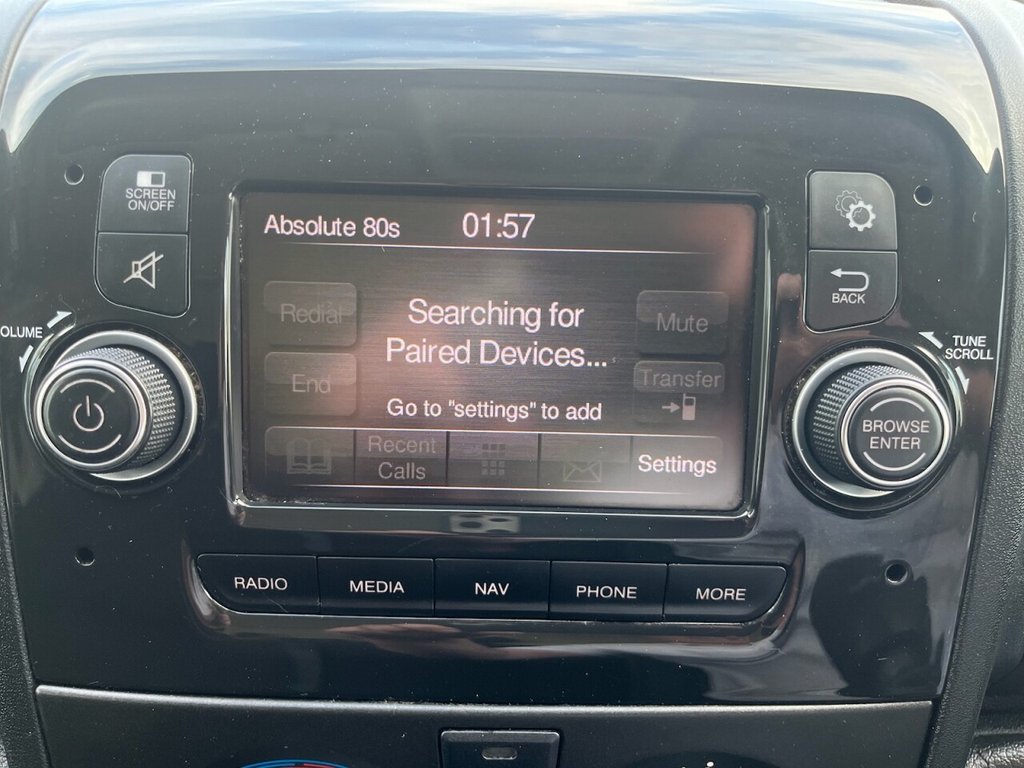 SCREEN
ON/OFF
BACK
OLUME
TUNE
SCROLL
Absolute 80s 01:57
Redial
Searching for
Paired Devices...
Mute
End
Transfer
Go to "settings" to add
Recent
Calls
Settings
BROWSE
ENTER
RADIO MEDIA NAV PHONE MORE